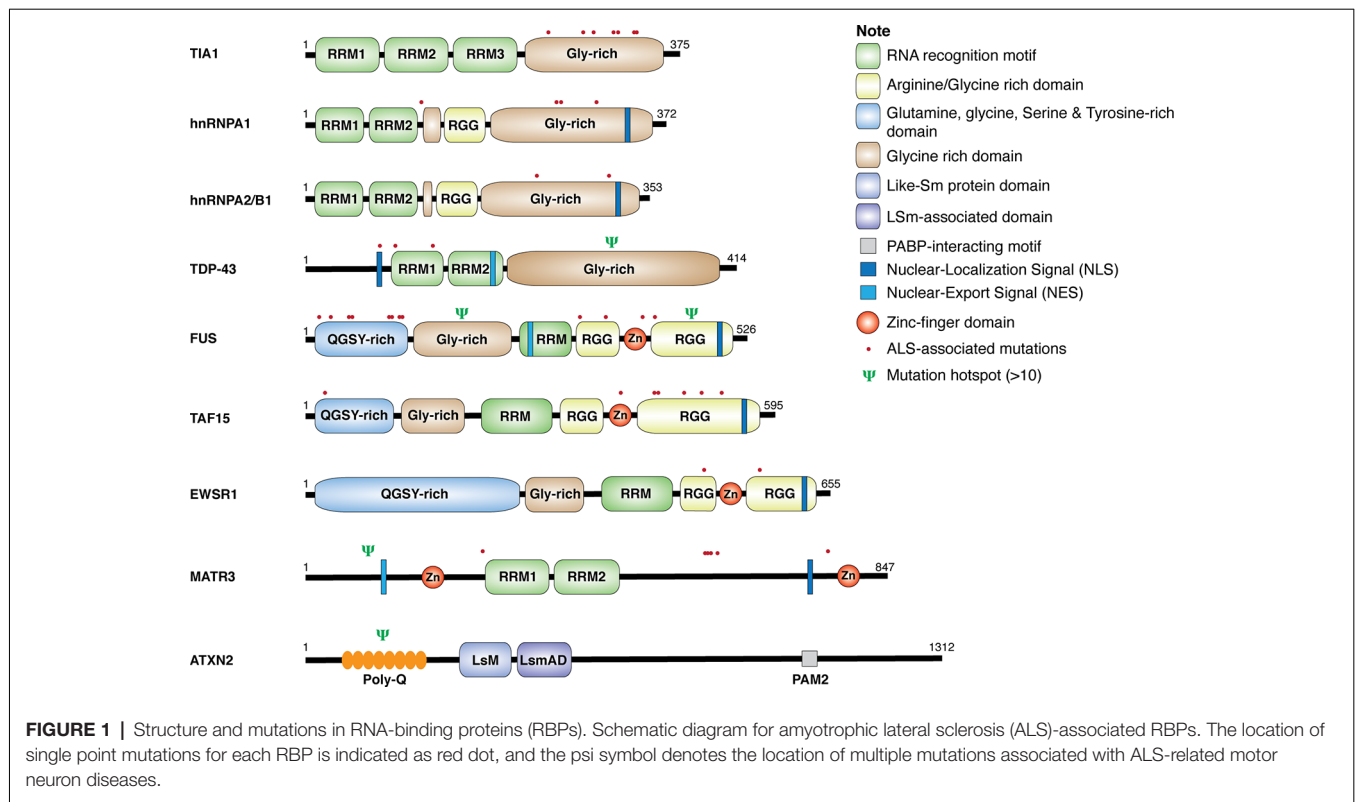 TIA1
1 RRM1 RRM2 RRM3 Gly-rich 375
hnRNPA1
1 RRM1 RRM2 RGG Gly-rich 372
hnRNPA2/B1
1 RRM1 RRM2 RGG Gly-rich 353
TDP-43
1 RRM1 RRM2 Ψ Gly-rich 414
FUS
1 QGSY-rich Ψ Gly-rich RRM RGG Zn Ψ RGG 526
TAF15
1 QGSY-rich Gly-rich RRM RGG Zn RGG 595
EWSR1
1 QGSY-rich Gly-rich RRM RGG Zn RGG 655
MATR3
1 Ψ Zn RRM1 RRM2 Zn 847
ATXN2
1 Ψ LsM LsmAD 1312
Poly-Q PAM2
Note
RNA recognition motif
Arginine/Glycine rich domain
Glutamine, glycine, Serine & Tyrosine-rich
domain
Glycine rich domain
Like-Sm protein domain
LSm-associated domain
PABP-interacting motif
Nuclear-Localization Signal (NLS)
Nuclear-Export Signal (NES)
Zinc-finger domain
ALS-associated mutations
Ψ Mutation hotspot (>10)
FIGURE 1 | Structure and mutations in RNA-binding proteins (RBPs). Schematic diagram for amyotrophic lateral sclerosis (ALS)-associated RBPs. The location of
single point mutations for each RBP is indicated as red dot, and the psi symbol denotes the location of multiple mutations associated with ALS-related motor
neuron diseases.